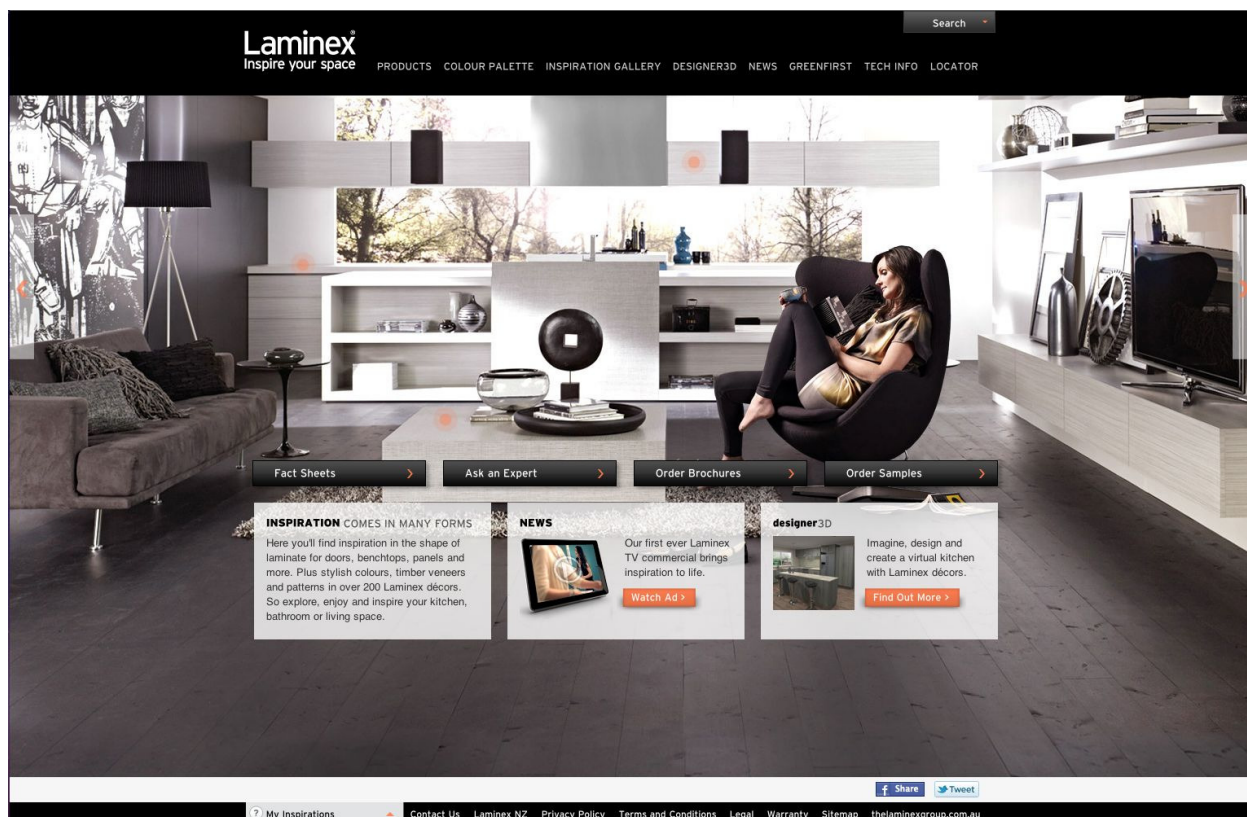 Search
Laminex®
Inspire your space
PRODUCTS COLOUR PALETTE INSPIRATION GALLERY DESIGNER3D NEWS GREENFIRST TECH INFO LOCATOR
Fact Sheets
Ask an Expert
Order Brochures
Order Samples
INSPIRATION COMES IN MANY FORMS
Here you'll find inspiration in the shape of
laminate for doors, benchtops, panels and
more. Plus stylish colours, timber veneers
and patterns in over 200 Laminex décors.
So explore, enjoy and inspire your kitchen,
bathroom or living space.
NEWS
Our first ever Laminex
TV commercial brings
inspiration to life.
Watch Ad >
designer3D
Imagine, design and
create a virtual kitchen
with Laminex décors.
Find Out More >
f Share
Tweet
? My Inspirations
Contact Us Laminex NZ Privacy Policy Terms and Conditions Legal Warranty Sitemap thelaminexgroup.com.au